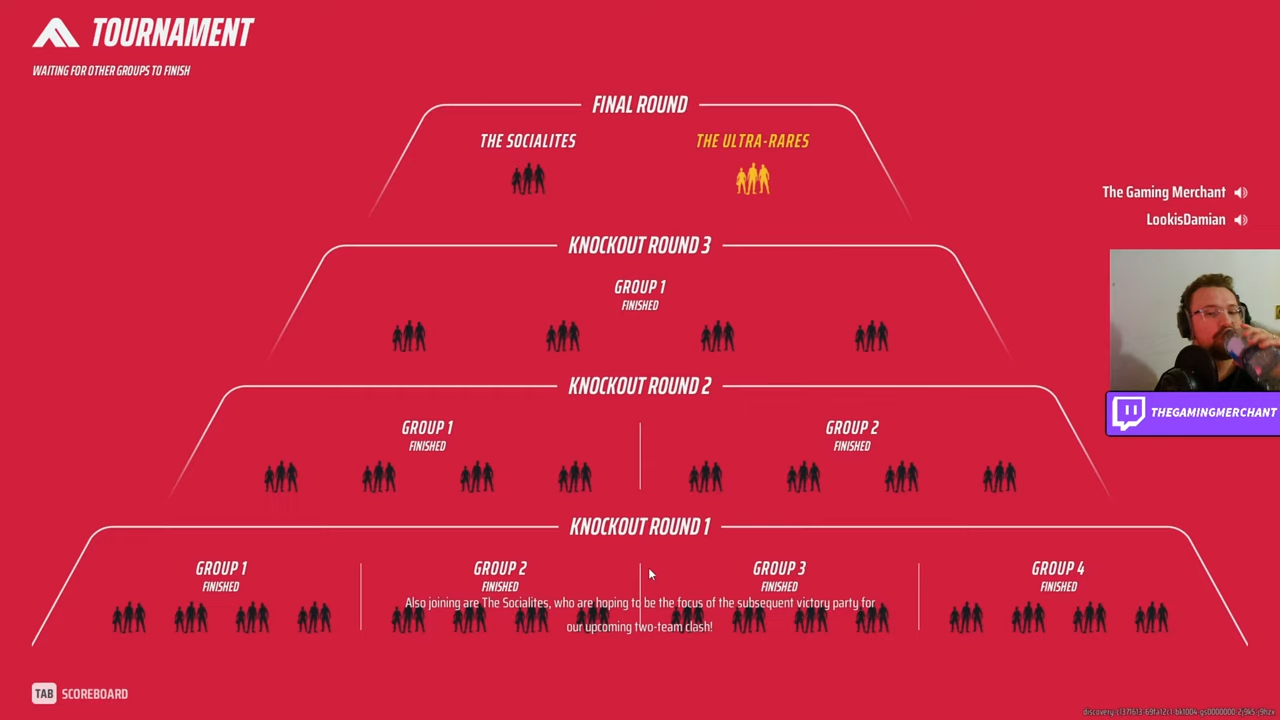 TOURNAMENT
WAITING FOR OTHER GROUPS TO FINISH
FINAL ROUND
THE SOCIALITES
THE ULTRA-RARES
The Gaming Merchant
LookisDamian
KNOCKOUT ROUND 3
GROUP 1
FINISHED
THEGAMINGMERCHANT
KNOCKOUT ROUND 2
GROUP 1
FINISHED
GROUP 2
FINISHED
KNOCKOUT ROUND 1
GROUP 1
FINISHED
GROUP 2
FINISHED
GROUP 3
FINISHED
GROUP 4
FINISHED
Also joining are The Socialites, who are hoping to be the focus of the subsequent victory party for
our upcoming two-team clash!
TAB SCOREBOARD